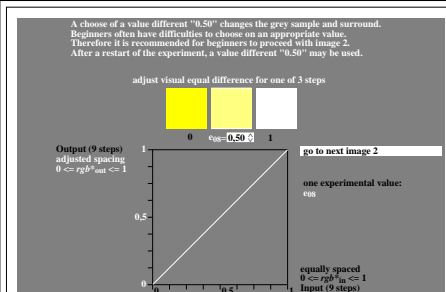 A choose of a value different "0.50" changes the grey sample and surround.
Beginners often have difficulties to choose on an appropriate value.
Therefore it is recommended for beginners to proceed with image 2.
After a restart of the experiment, a value different "0.50" may be used.
adjust visual equal difference for one of 3 steps
0 e0S=0,50 1
Output (9 steps)
adjusted spacing
0 <= rgb*out <= 1
1
go to next image 2
one experimental value:
e0S
0,5
equally spaced
0 <= rgb*in <= 1
Input (9 steps)
0
0 0,5 1